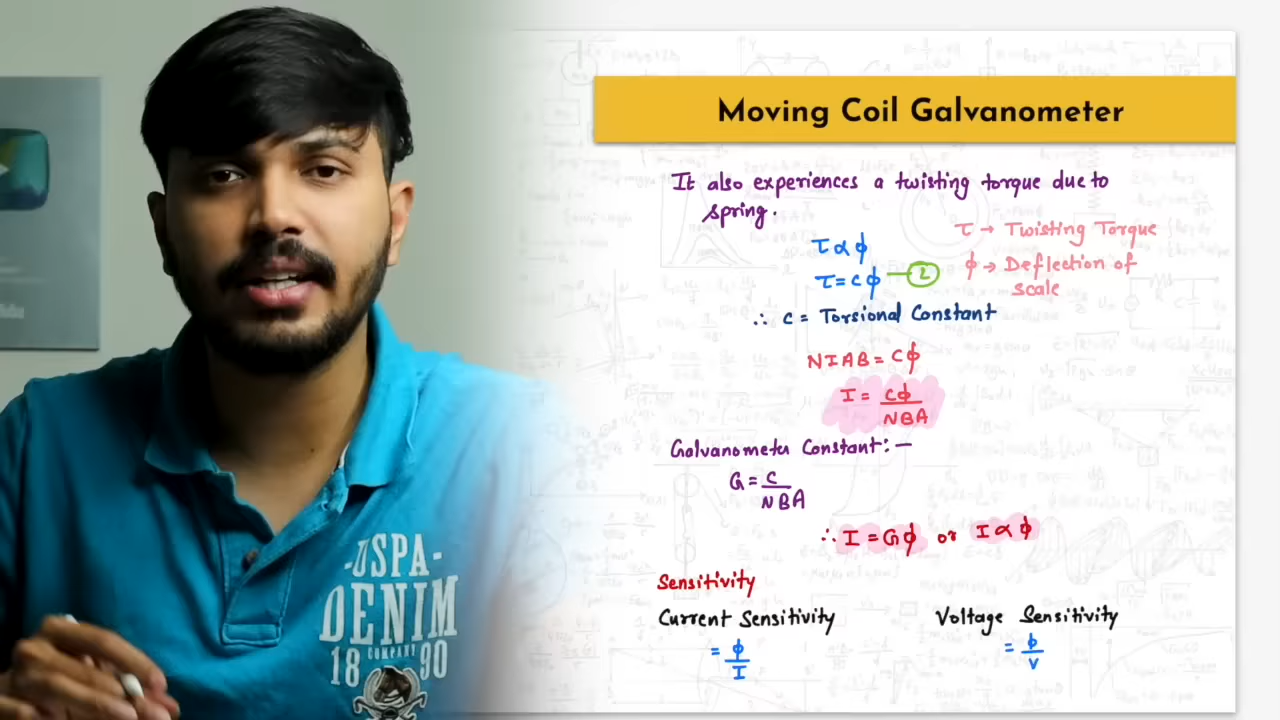 Moving Coil Galvanometer
It also experiences a twisting torque due to
spring.
τ ∝ ϕ
τ = Cϕ — 2
τ → Twisting Torque
ϕ → Deflection of
scale
∴ C = Torsional Constant
NIAB = Cϕ
I = Cϕ
NBA
Galvanometer Constant:—
G = C
NBA
∴ I = Gϕ or I ∝ ϕ
Sensitivity
Current Sensitivity
= ϕ
I
Voltage Sensitivity
= ϕ
V
-USPA-
DENIM
18 COMPANY 90